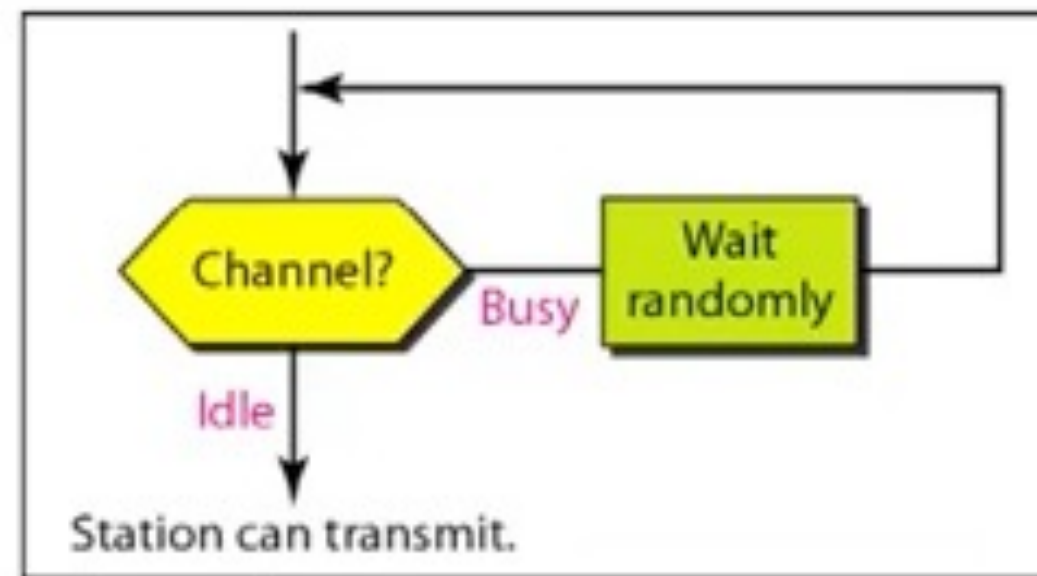 Channel?
Busy
Wait
randomly
Idle
Station can transmit.